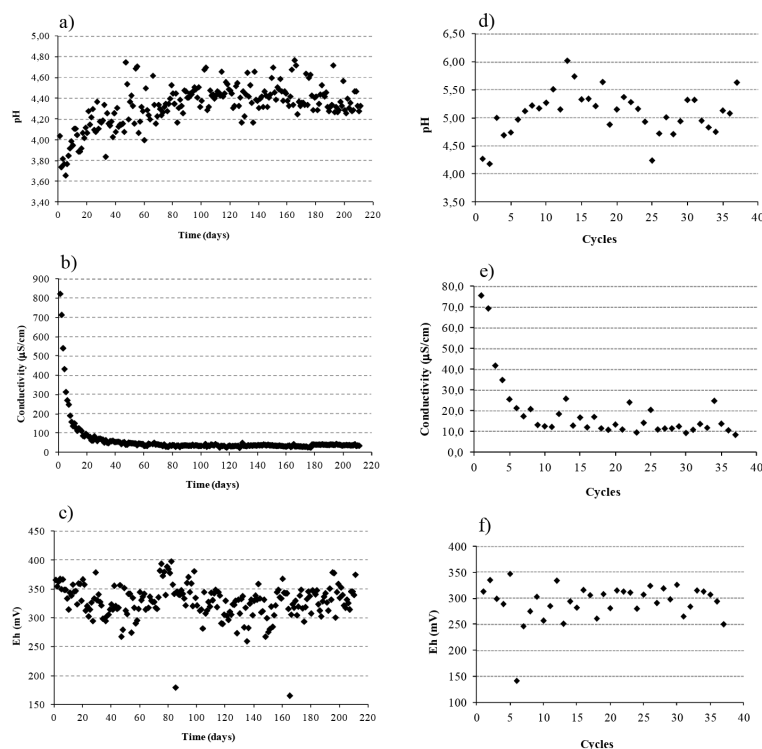 a)
5,00
4,80
4,60
4,40
4,20
4,00
3,80
3,60
3,40
pH
0 20 40 60 80 100 120 140 160 180 200 220
Time (days)
d)
6,50
6,00
5,50
5,00
4,50
4,00
3,50
pH
0 5 10 15 20 25 30 35 40
Cycles
b)
900
800
700
600
500
400
300
200
100
0
Conductivity (µS/cm)
0 20 40 60 80 100 120 140 160 180 200 220
Time (days)
e)
80,0
70,0
60,0
50,0
40,0
30,0
20,0
10,0
0,0
Conductivity (µS/cm)
0 5 10 15 20 25 30 35 40
Cycles
c)
450
400
350
300
250
200
150
Eh (mV)
0 20 40 60 80 100 120 140 160 180 200 220
Time (days)
f)
400
350
300
250
200
150
100
Eh (mV)
0 5 10 15 20 25 30 35 40
Cycles